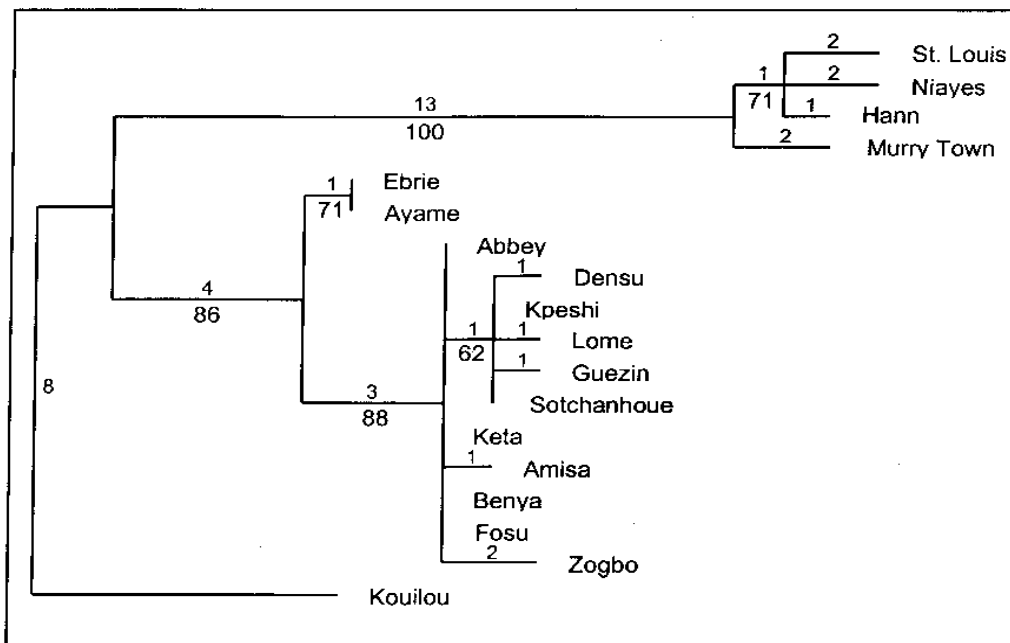 2
St. Louis
1
2
Niayes
13
71
1
Hann
100
2
Murry Town
1
Ebrie
71
Ayame
Abbey
1
Densu
4
Kpeshi
86
1
1
Lome
62
1
Guezin
8
3
Sotchanhoue
88
Keta
1
Amisa
Benya
Fosu
2
Zogbo
Kouilou